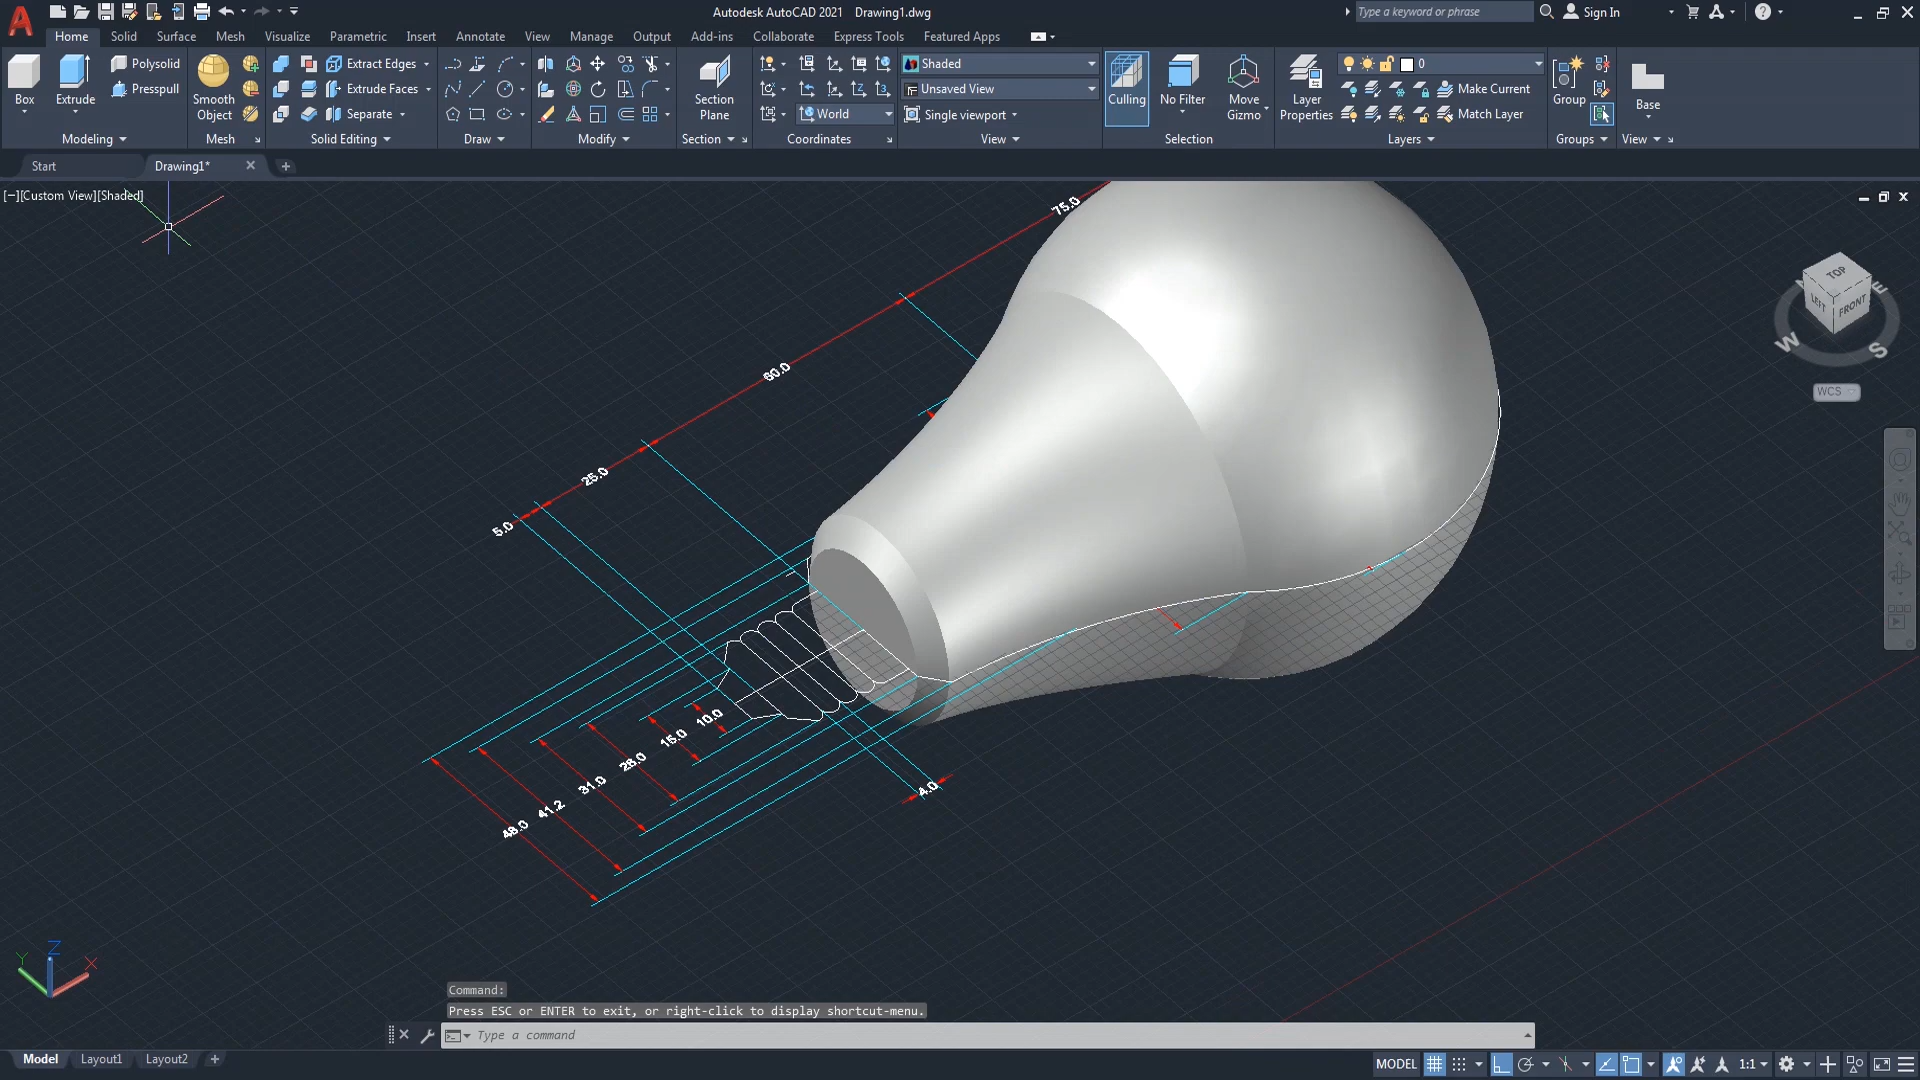 Autodesk AutoCAD 2021 Drawing1.dwg
Type a keyword or phrase
Sign In
Home Solid Surface Mesh Visualize Parametric Insert Annotate View Manage Output Add-ins Collaborate Express Tools Featured Apps
Box
Extrude
Polysolid
Presspull
Modeling
Smooth Object
Mesh
Extract Edges
Extrude Faces
Separate
Solid Editing
Draw
Modify
Section Plane
Section
World
Coordinates
Shaded
Unsaved View
Single viewport
View
Culling
No Filter
Move Gizmo
Selection
Layer Properties
0
Make Current
Match Layer
Layers
Group
Groups
Base
View
Start
Drawing1*
[−][Custom View][Shaded]
75.0
60.0
25.0
5.0
10.0
15.0
28.0
31.0
41.2
48.0
4.0
TOP
LEFT
FRONT
E
W
S
WCS
Z
Y
X
Command:
Press ESC or ENTER to exit, or right-click to display shortcut-menu.
Type a command
Model Layout1 Layout2
MODEL
1:1